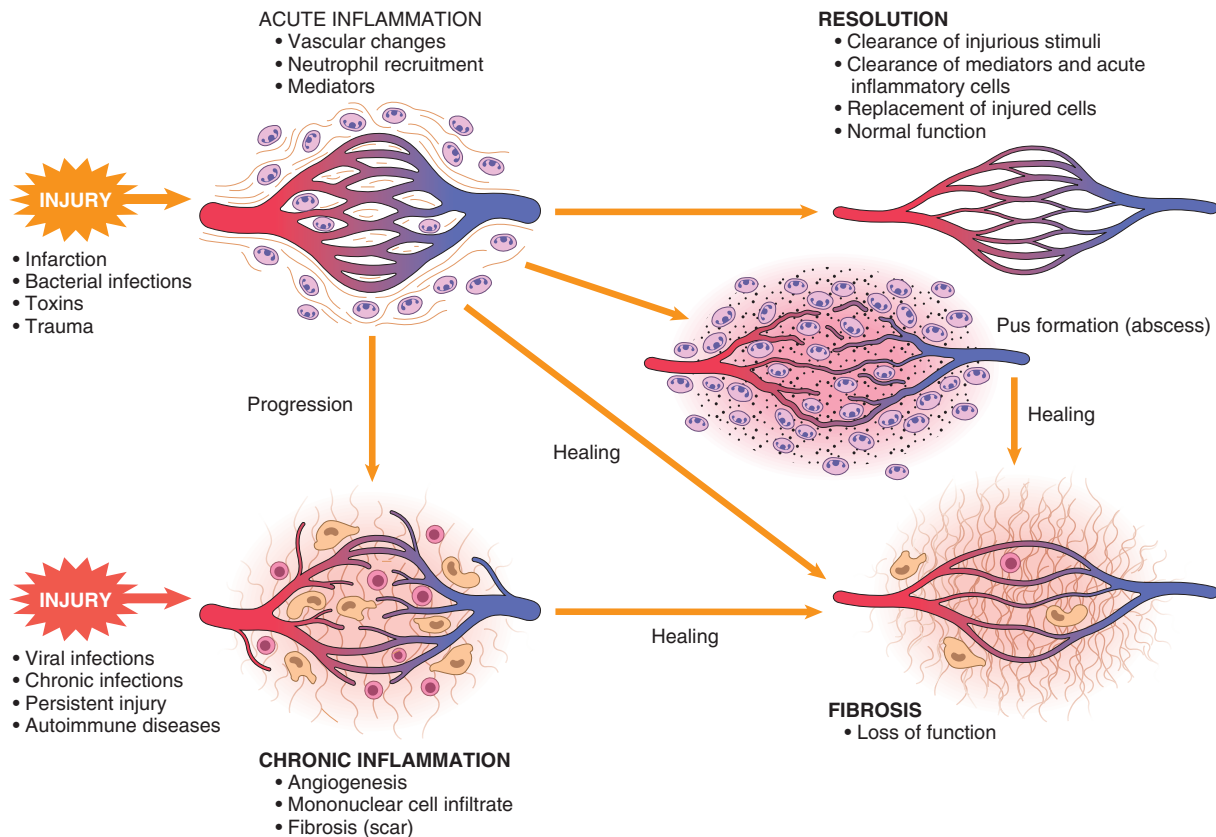 ACUTE INFLAMMATION
• Vascular changes
• Neutrophil recruitment
• Mediators
RESOLUTION
• Clearance of injurious stimuli
• Clearance of mediators and acute
inflammatory cells
• Replacement of injured cells
• Normal function
INJURY
• Infarction
• Bacterial infections
• Toxins
• Trauma
Pus formation (abscess)
Progression
Healing
Healing
INJURY
• Viral infections
• Chronic infections
• Persistent injury
• Autoimmune diseases
Healing
CHRONIC INFLAMMATION
• Angiogenesis
• Mononuclear cell infiltrate
• Fibrosis (scar)
FIBROSIS
• Loss of function